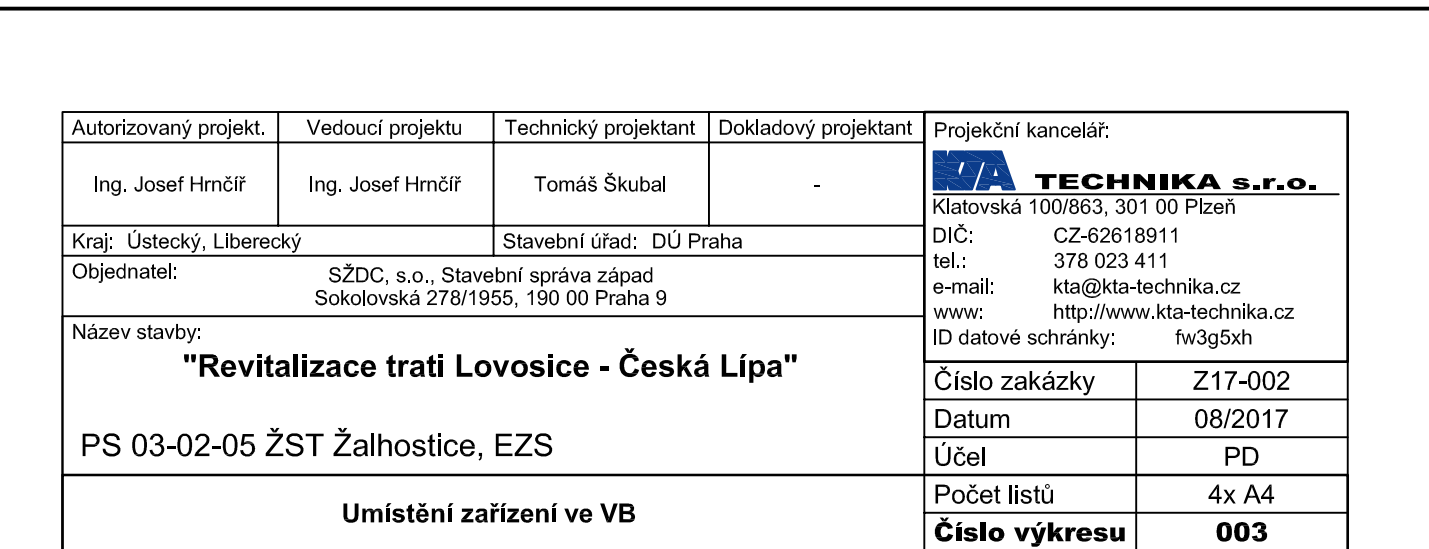 Autorizovaný projekt. Vedoucí projektu Technický projektant Dokladový projektant
Ing. Josef Hrnčíř Ing. Josef Hrnčíř Tomáš Škubal -
Kraj: Ústecký, Liberecký Stavební úřad: DÚ Praha
Objednatel: SŽDC, s.o., Stavební správa západ
Sokolovská 278/1955, 190 00 Praha 9
Název stavby:
"Revitalizace trati Lovosice - Česká Lípa"
PS 03-02-05 ŽST Žalhostice, EZS
Umístění zařízení ve VB
Projekční kancelář:
KTA TECHNIKA s.r.o.
Klatovská 100/863, 301 00 Plzeň
DIČ: CZ-62618911
tel.: 378 023 411
e-mail: kta@kta-technika.cz
www: http://www.kta-technika.cz
ID datové schránky: fw3g5xh
Číslo zakázky Z17-002
Datum 08/2017
Účel PD
Počet listů 4x A4
Číslo výkresu 003